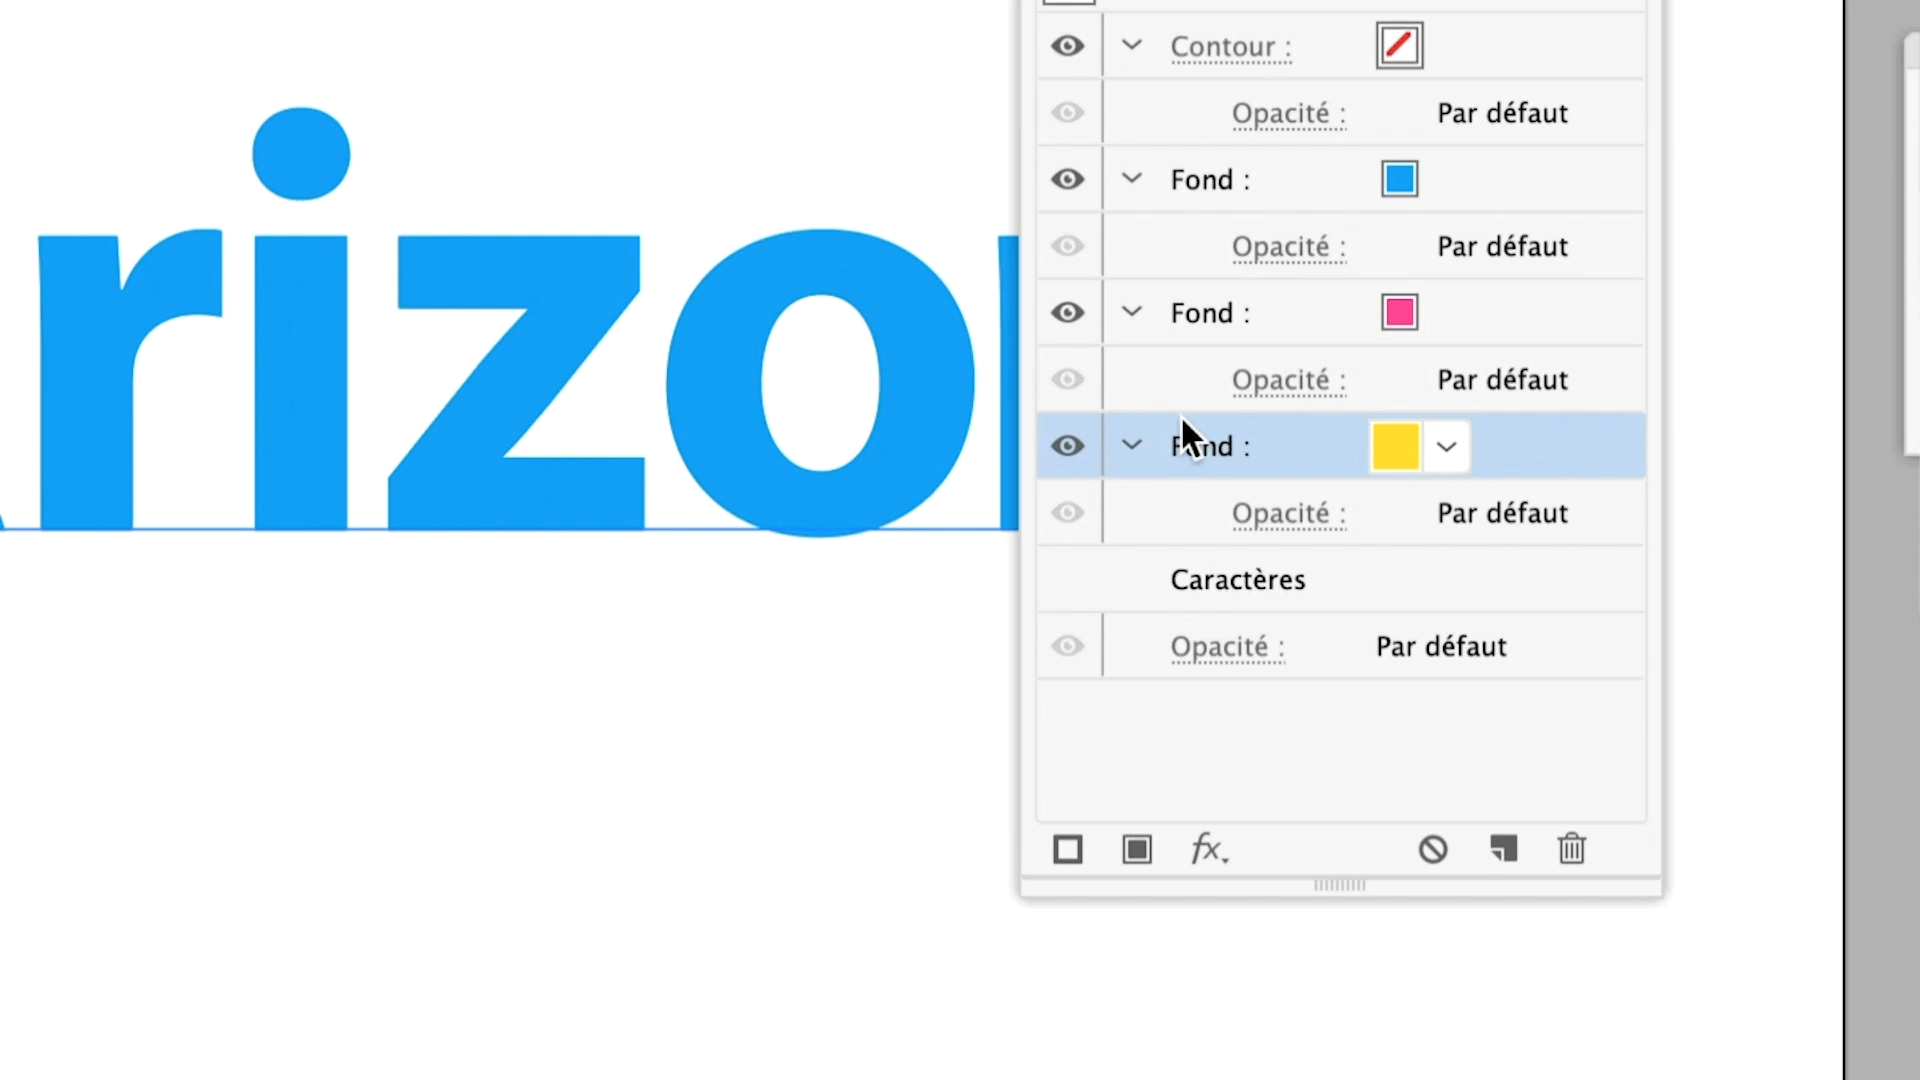 rizo
Contour :
Opacité : Par défaut
Fond :
Opacité : Par défaut
Fond :
Opacité : Par défaut
Fond :
Opacité : Par défaut
Caractères
Opacité : Par défaut
fx